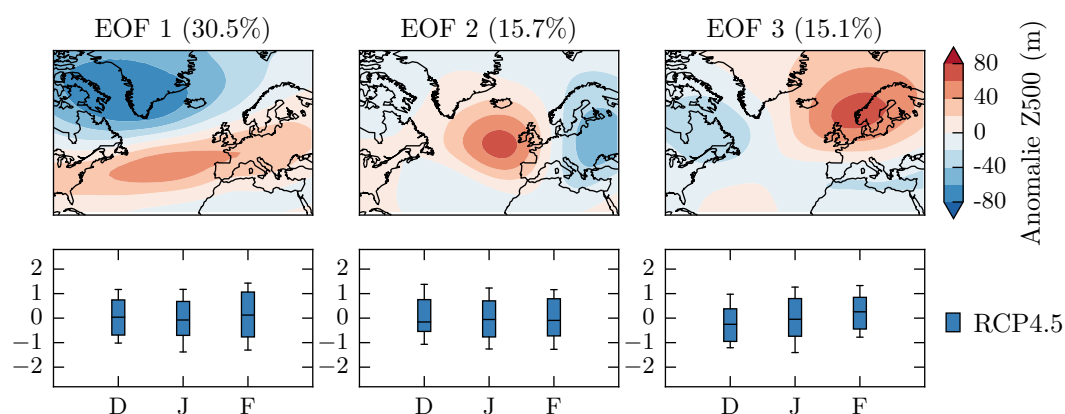 EOF 1 (30.5%)
EOF 2 (15.7%)
EOF 3 (15.1%)
80
40
0
-40
-80
Anomalie Z500 (m)
2
1
0
−1
−2
D J F
2
1
0
−1
−2
D J F
2
1
0
−1
−2
D J F
RCP4.5